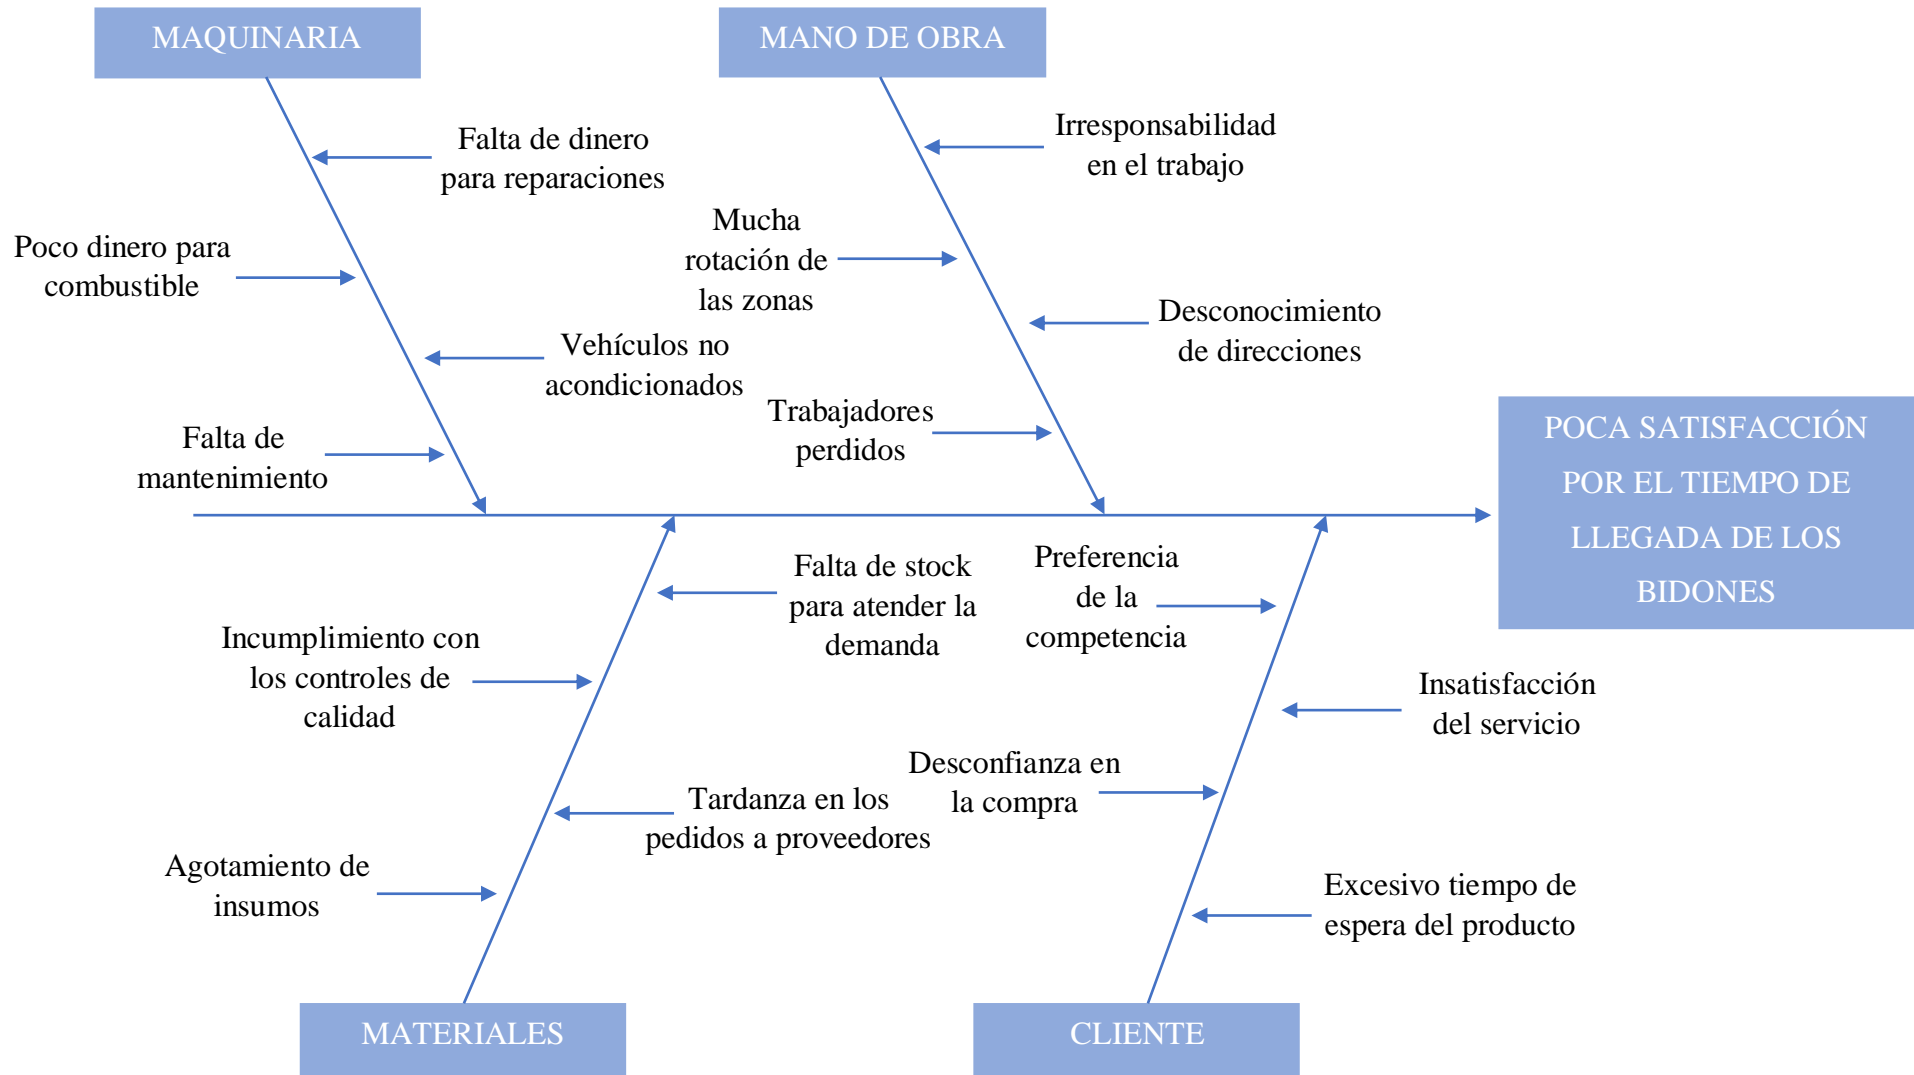 MAQUINARIA
MANO DE OBRA
Falta de dinero
para reparaciones
Irresponsabilidad
en el trabajo
Poco dinero para
combustible
Mucha
rotación de
las zonas
Vehículos no
acondicionados
Desconocimiento
de direcciones
Falta de
mantenimiento
Trabajadores
perdidos
POCA SATISFACCIÓN
POR EL TIEMPO DE
LLEGADA DE LOS
BIDONES
Falta de stock
para atender la
demanda
Preferencia
de la
competencia
Incumplimiento con
los controles de
calidad
Insatisfacción
del servicio
Tardanza en los
pedidos a proveedores
Desconfianza en
la compra
Agotamiento de
insumos
Excesivo tiempo de
espera del producto
MATERIALES
CLIENTE